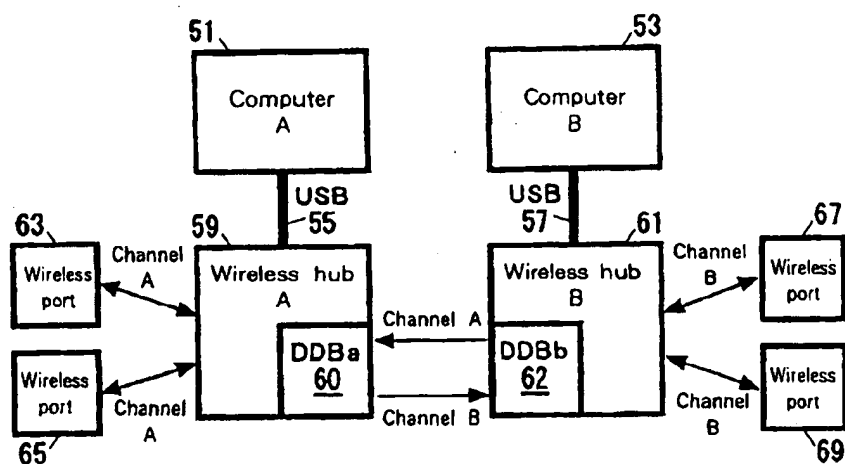 51
53
Computer
A
Computer
B
USB
55
USB
57
63
59
61
67
Wireless
port
Channel
A
Wireless hub
A
Wireless hub
B
Channel
B
Wireless
port
Channel A
DDBa
60
DDBb
62
Channel B
Wireless
port
Channel
A
Channel
B
Wireless
port
65
69